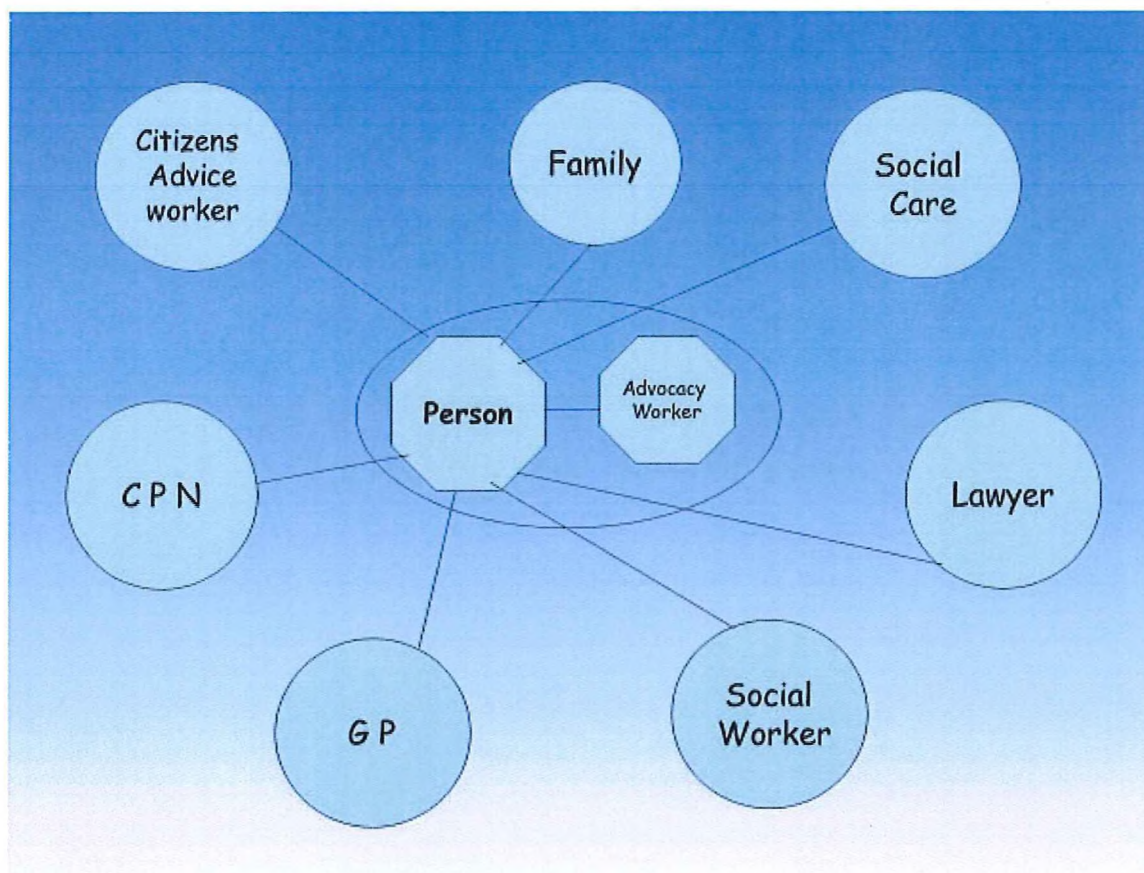 Citizens
Advice
worker
Family
Social
Care
Person
Advocacy
Worker
C P N
Lawyer
G P
Social
Worker